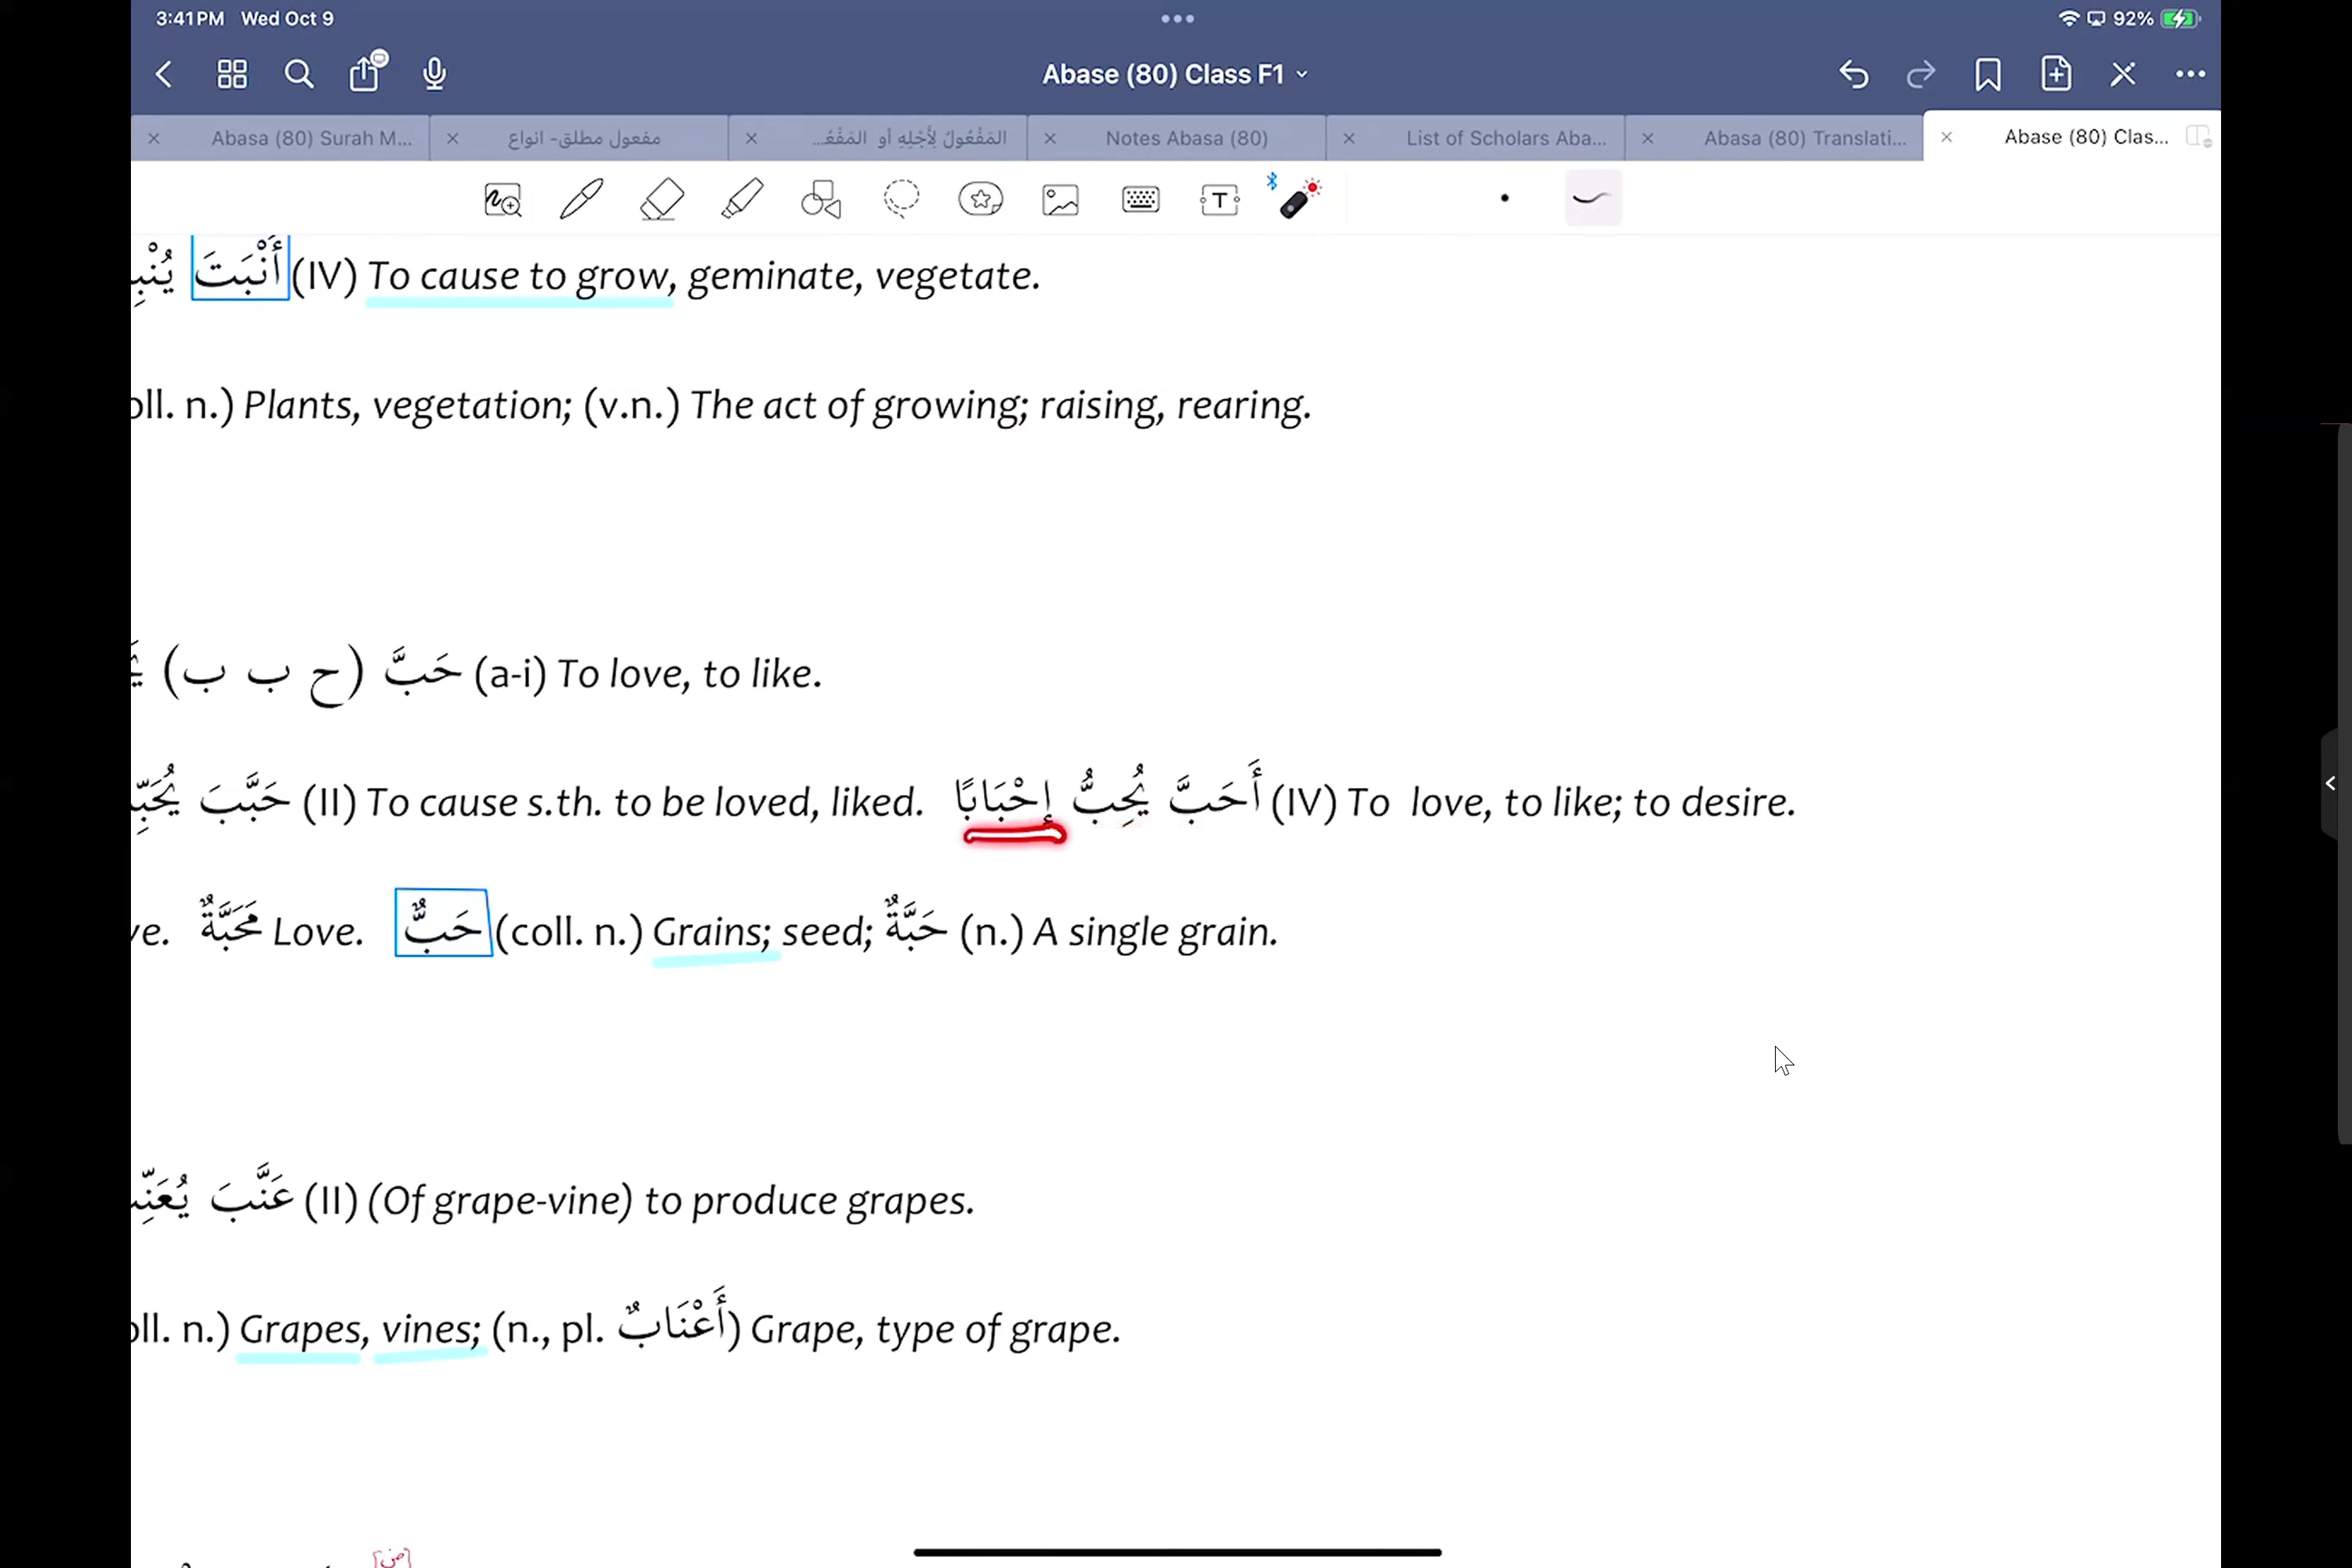 3:41 PM Wed Oct 9
92%
Abase (80) Class F1
Abasa (80) Surah M...
مفعول مطلق- انواع
المَفْعُولُ لِأَجْلِهِ أو المَفْعُ...
Notes Abasa (80)
List of Scholars Aba...
Abasa (80) Translati...
Abase (80) Clas...
أَنْبَتَ (IV) To cause to grow, geminate, vegetate.
oll. n.) Plants, vegetation; (v.n.) The act of growing; raising, rearing.
حَبَّ (ح ب ب) (a-i) To love, to like.
حَبَّبَ (II) To cause s.th. to be loved, liked. أَحَبَّ يُحِبُّ إِحْبَابًا (IV) To love, to like; to desire.
ve. مَحَبَّةٌ Love. حَبٌّ (coll. n.) Grains; seed; حَبَّةٌ (n.) A single grain.
عَنَّبَ (II) (Of grape-vine) to produce grapes.
oll. n.) Grapes, vines; (n., pl. أَعْنَابٌ) Grape, type of grape.
[ض]